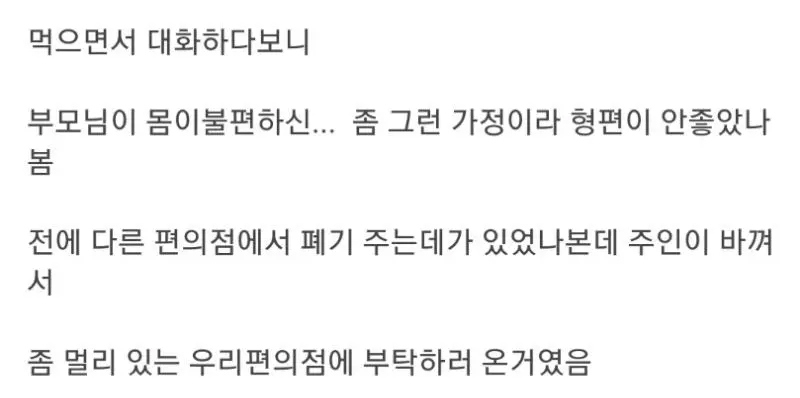 먹으면서 대화하다보니
부모님이 몸이불편하신... 좀 그런 가정이라 형편이 안좋았나
봄
전에 다른 편의점에서 폐기 주는데가 있었나본데 주인이 바껴
서
좀 멀리 있는 우리편의점에 부탁하러 온거였음